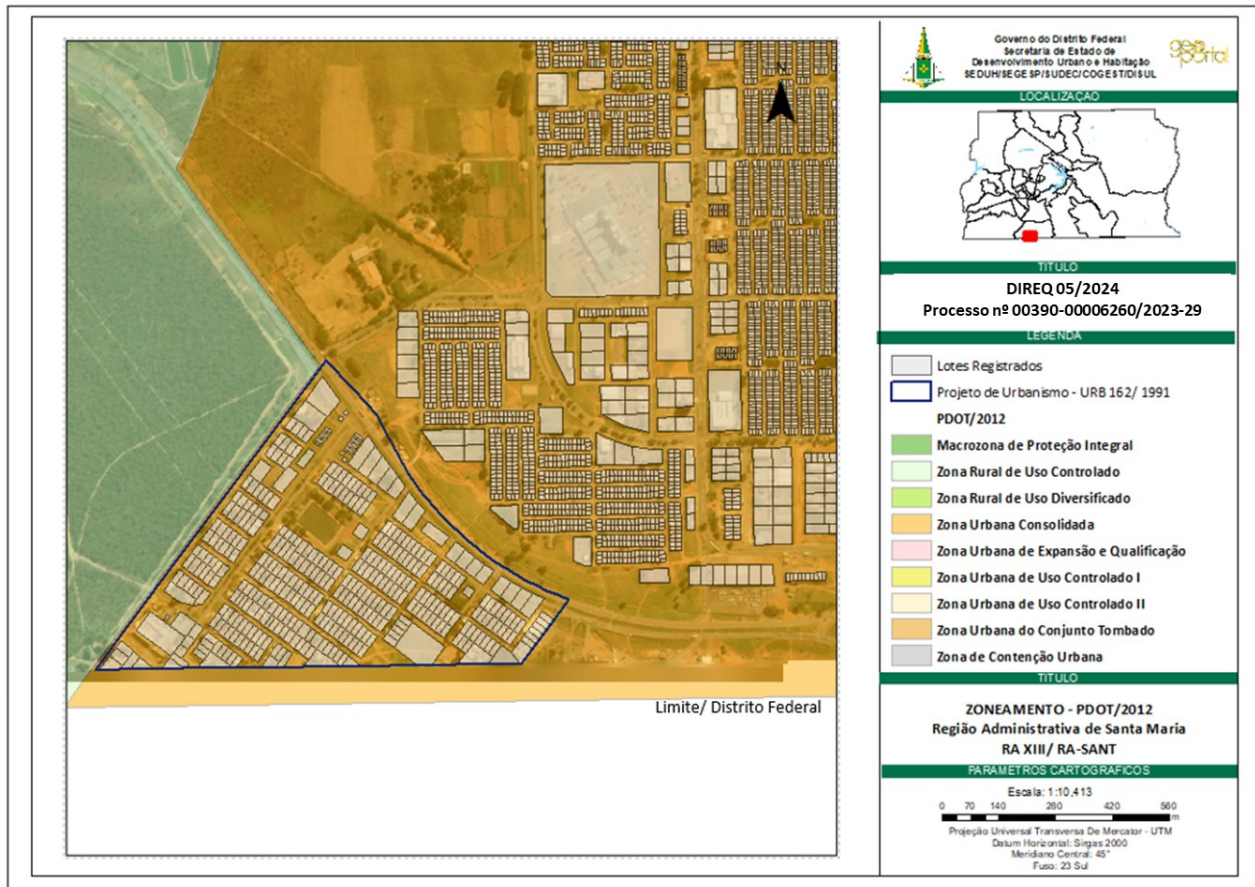 N
Limite/ Distrito Federal
Governo do Distrito Federal
Secretaria de Estado de
Desenvolvimento Urbano e Habitação
SEDUH/SEGESP/SUDEC/COGEST/DISUL
geo
portal
LOCALIZAÇÃO
TITULO
DIREQ 05/2024
Processo nº 00390-00006260/2023-29
LEGENDA
Lotes Registrados
Projeto de Urbanismo - URB 162/ 1991
PDOT/2012
Macrozona de Proteção Integral
Zona Rural de Uso Controlado
Zona Rural de Uso Diversificado
Zona Urbana Consolidada
Zona Urbana de Expansão e Qualificação
Zona Urbana de Uso Controlado I
Zona Urbana de Uso Controlado II
Zona Urbana do Conjunto Tombado
Zona de Contenção Urbana
TITULO
ZONEAMENTO - PDOT/2012
Região Administrativa de Santa Maria
RA XIII/ RA-SANT
PARAMETROS CARTOGRAFICOS
Escala: 1:10,413
0 70 140 280 420 560
m
Projeção Universal Transversa De Mercator - UTM
Datum Horizontal: Sirgas 2000
Meridiano Central: 45°
Fuso: 23 Sul